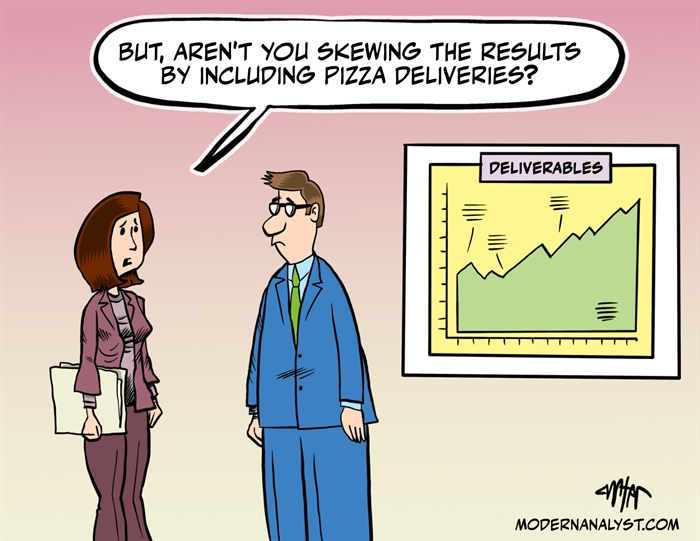 BUT, AREN'T YOU SKEWING THE RESULTS
BY INCLUDING PIZZA DELIVERIES?
DELIVERABLES
MODERNANALYST.COM